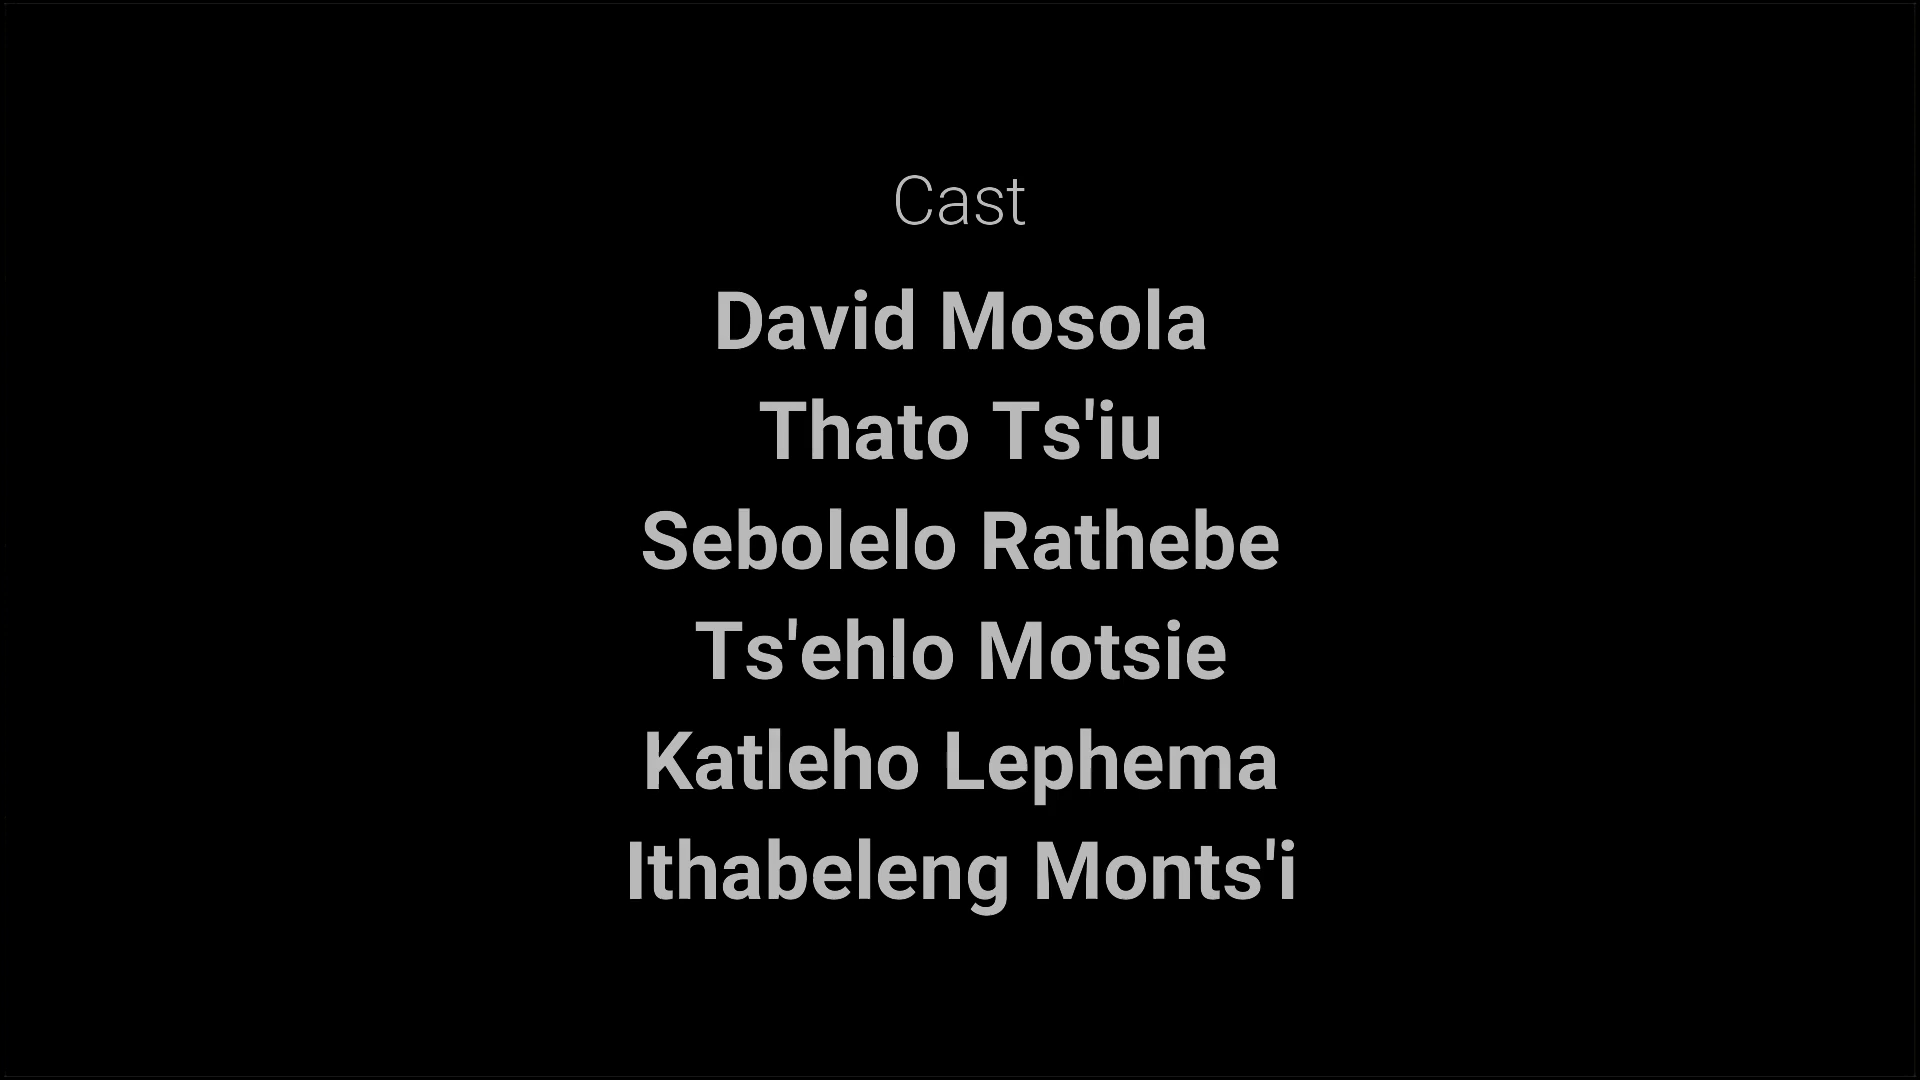 Cast
David Mosola
Thato Ts'iu
Sebolelo Rathebe
Ts'ehlo Motsie
Katleho Lephema
Ithabeleng Monts'i